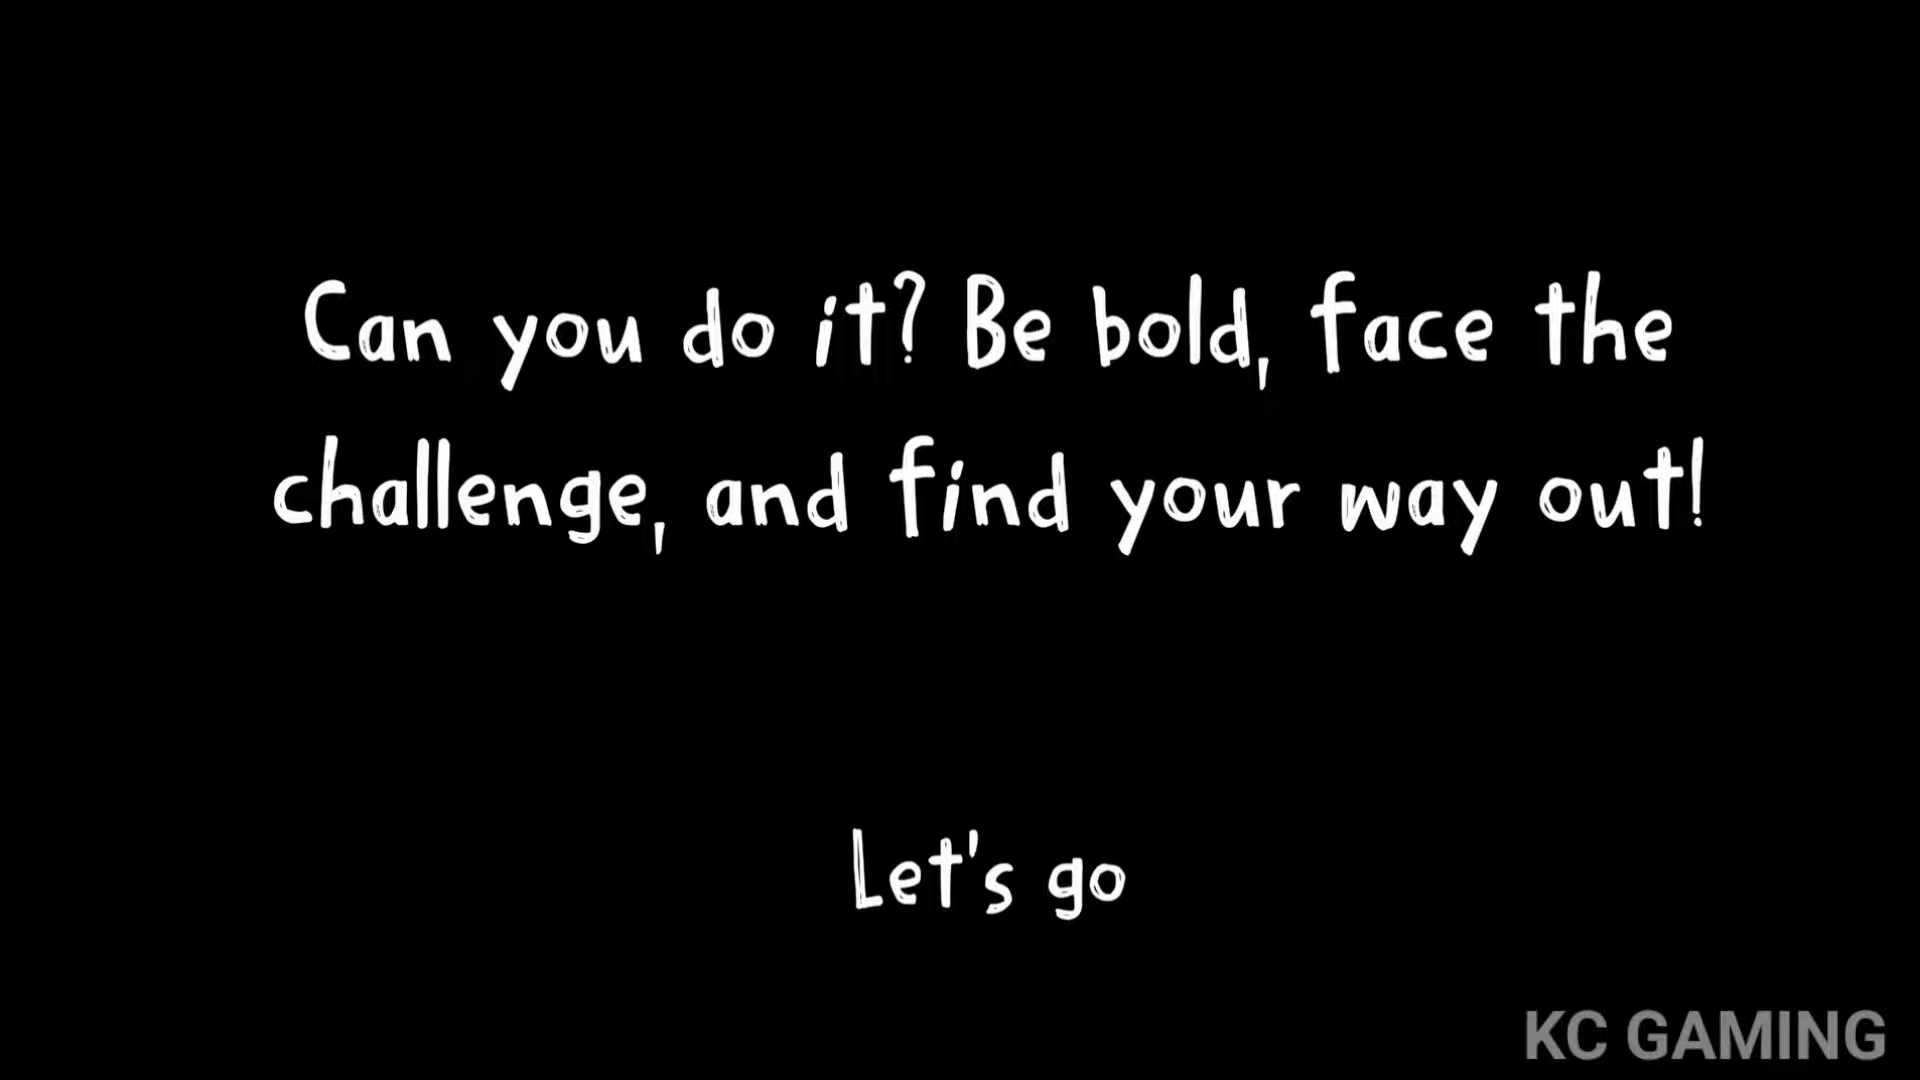 Can you do it? Be bold, face the
challenge, and find your way out!
Let's go
KC GAMING